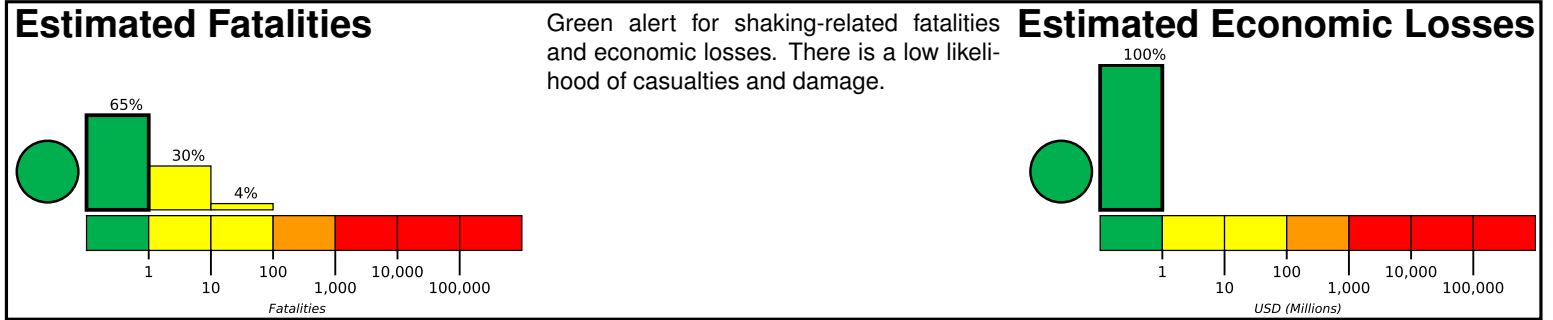 Estimated Fatalities
65%
30%
4%
1
10
100
1,000
10,000
100,000
Fatalities
Green alert for shaking-related fatalities
and economic losses. There is a low likeli-
hood of casualties and damage.
Estimated Economic Losses
100%
1
10
100
1,000
10,000
100,000
USD (Millions)